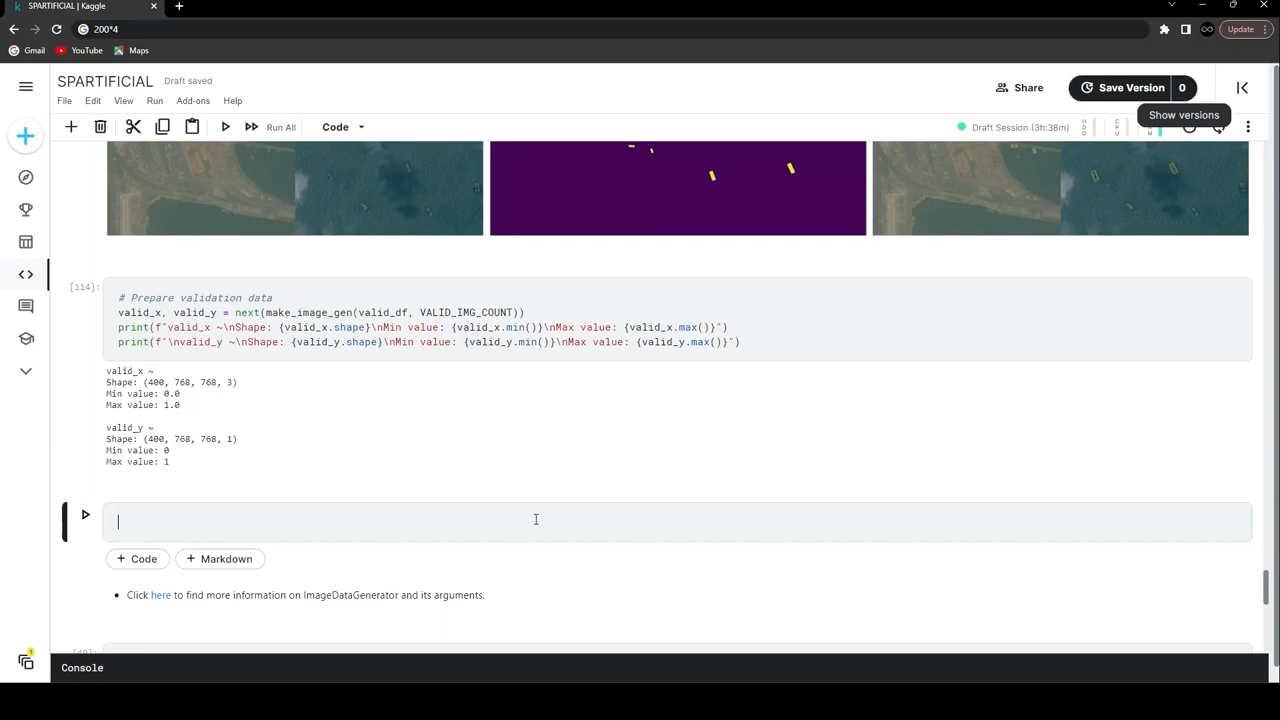 SPARTIFICIAL | Kaggle
200*4
Update
Gmail
YouTube
Maps
SPARTIFICIAL
Draft saved
Share
Save Version
0
File
Edit
View
Run
Add-ons
Help
Show versions
Run All
Code
Draft Session (3h:38m)
H D D
C P U
[114]:
# Prepare validation data
valid_x, valid_y = next(make_image_gen(valid_df, VALID_IMG_COUNT))
print(f"valid_x ~\nShape: {valid_x.shape}\nMin value: {valid_x.min()}\nMax value: {valid_x.max()}")
print(f"\nvalid_y ~\nShape: {valid_y.shape}\nMin value: {valid_y.min()}\nMax value: {valid_y.max()}")
valid_x ~
Shape: (400, 768, 768, 3)
Min value: 0.0
Max value: 1.0
valid_y ~
Shape: (400, 768, 768, 1)
Min value: 0
Max value: 1
+ Code
+ Markdown
Click here to find more information on ImageDataGenerator and its arguments.
1
Console